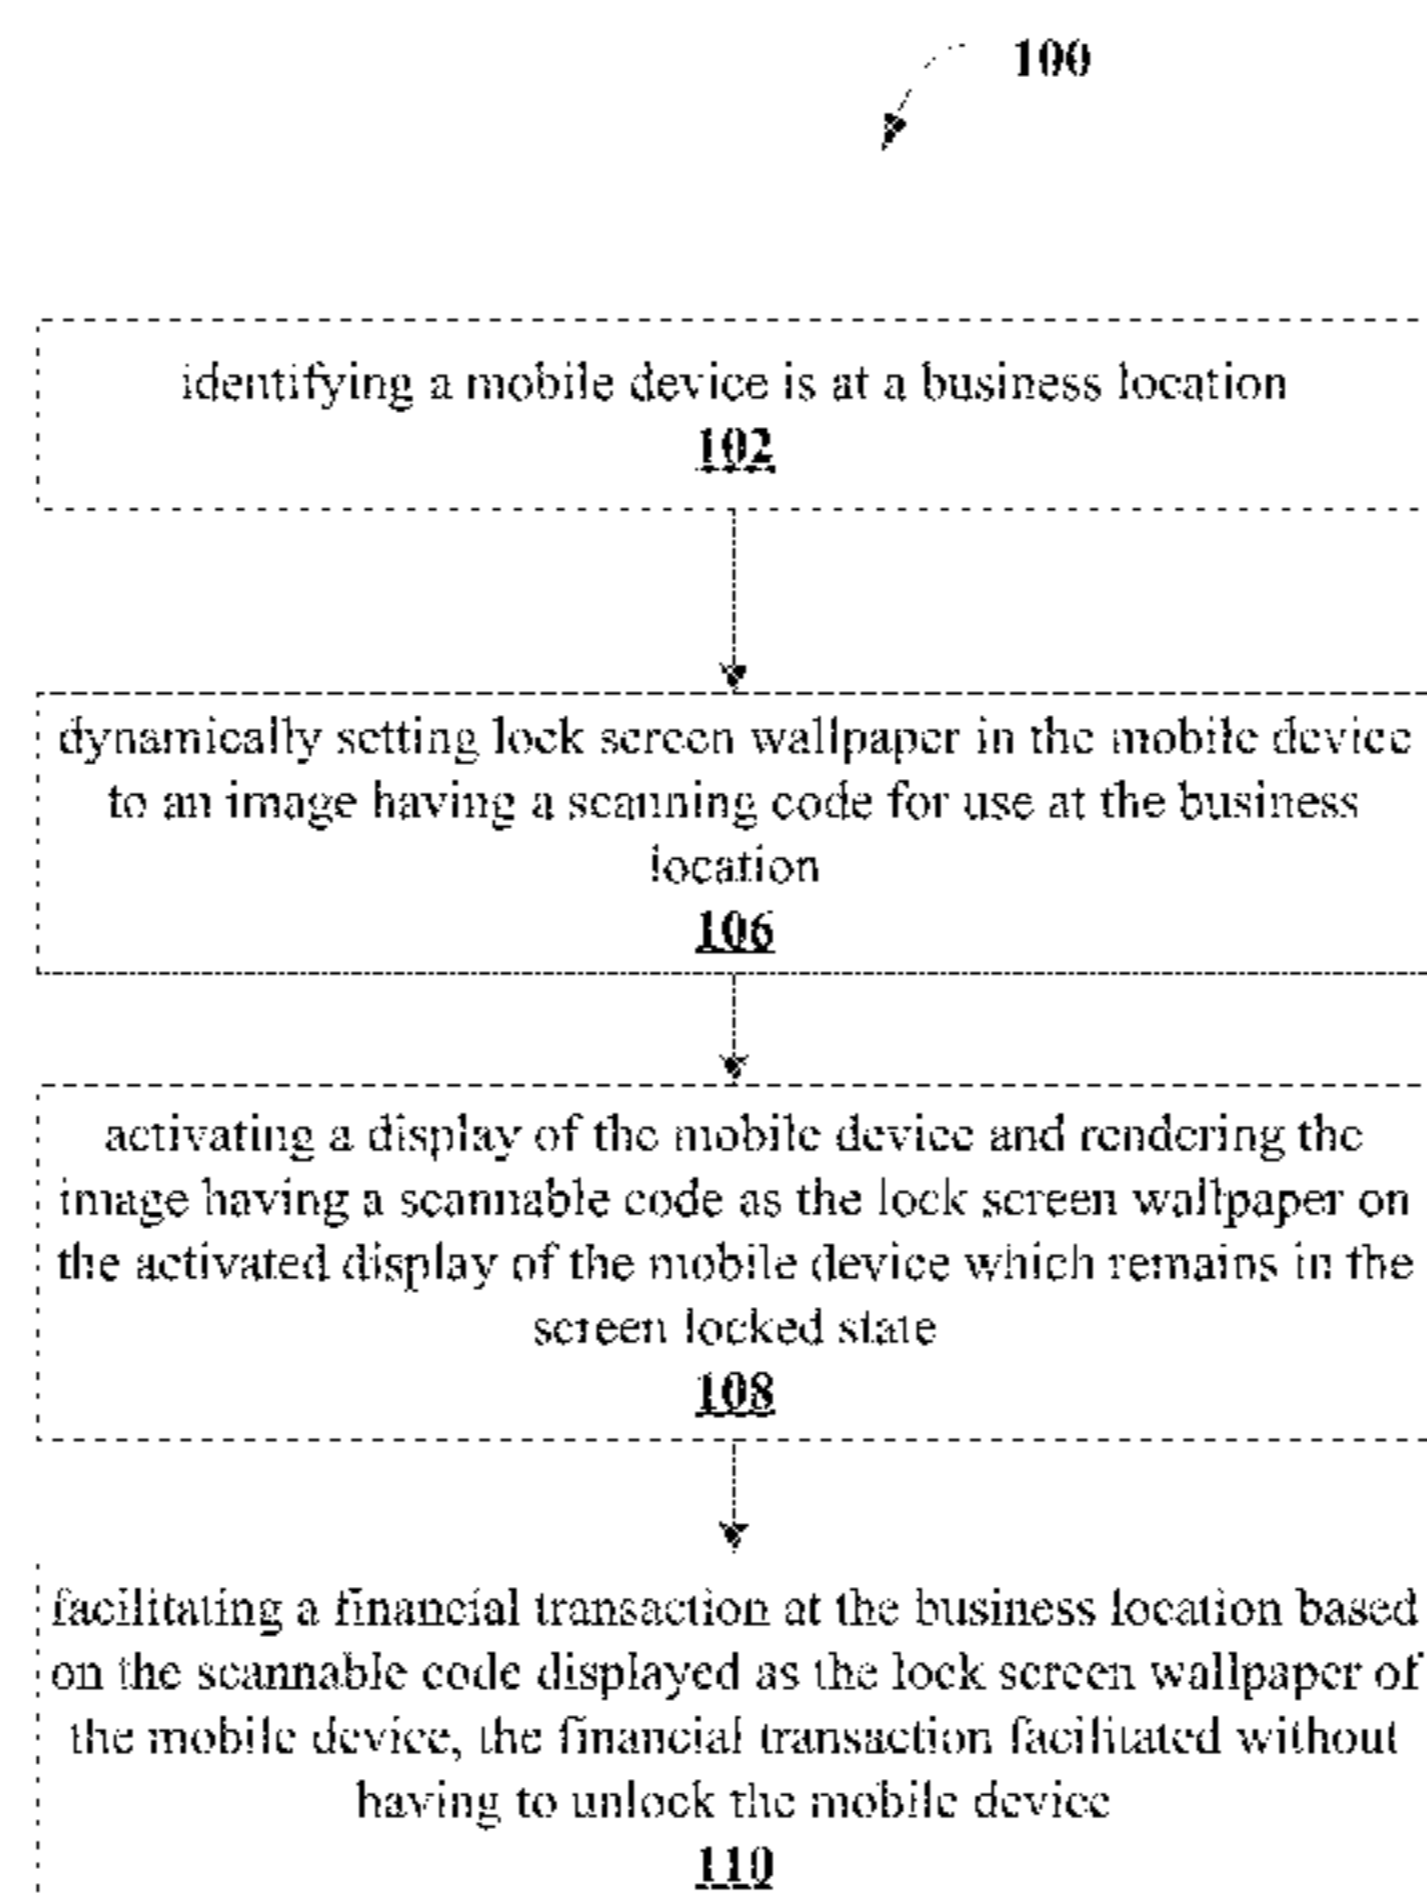 100
identifying a mobile device is at a business location
102
dynamically setting lock screen wallpaper in the mobile device
to an image having a scanning code for use at the business
location
106
activating a display of the mobile device and rendering the
image having a scannable code as the lock screen wallpaper on
the activated display of the mobile device which remains in the
screen locked state
108
facilitating a financial transaction at the business location based
on the scannable code displayed as the lock screen wallpaper of
the mobile device, the financial transaction facilitated without
having to unlock the mobile device
110